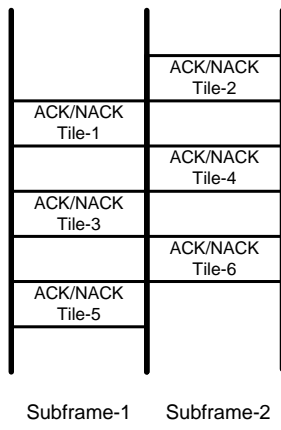 ACK/NACK
Tile-2
ACK/NACK
Tile-1
ACK/NACK
Tile-4
ACK/NACK
Tile-3
ACK/NACK
Tile-6
ACK/NACK
Tile-5
Subframe-1 Subframe-2